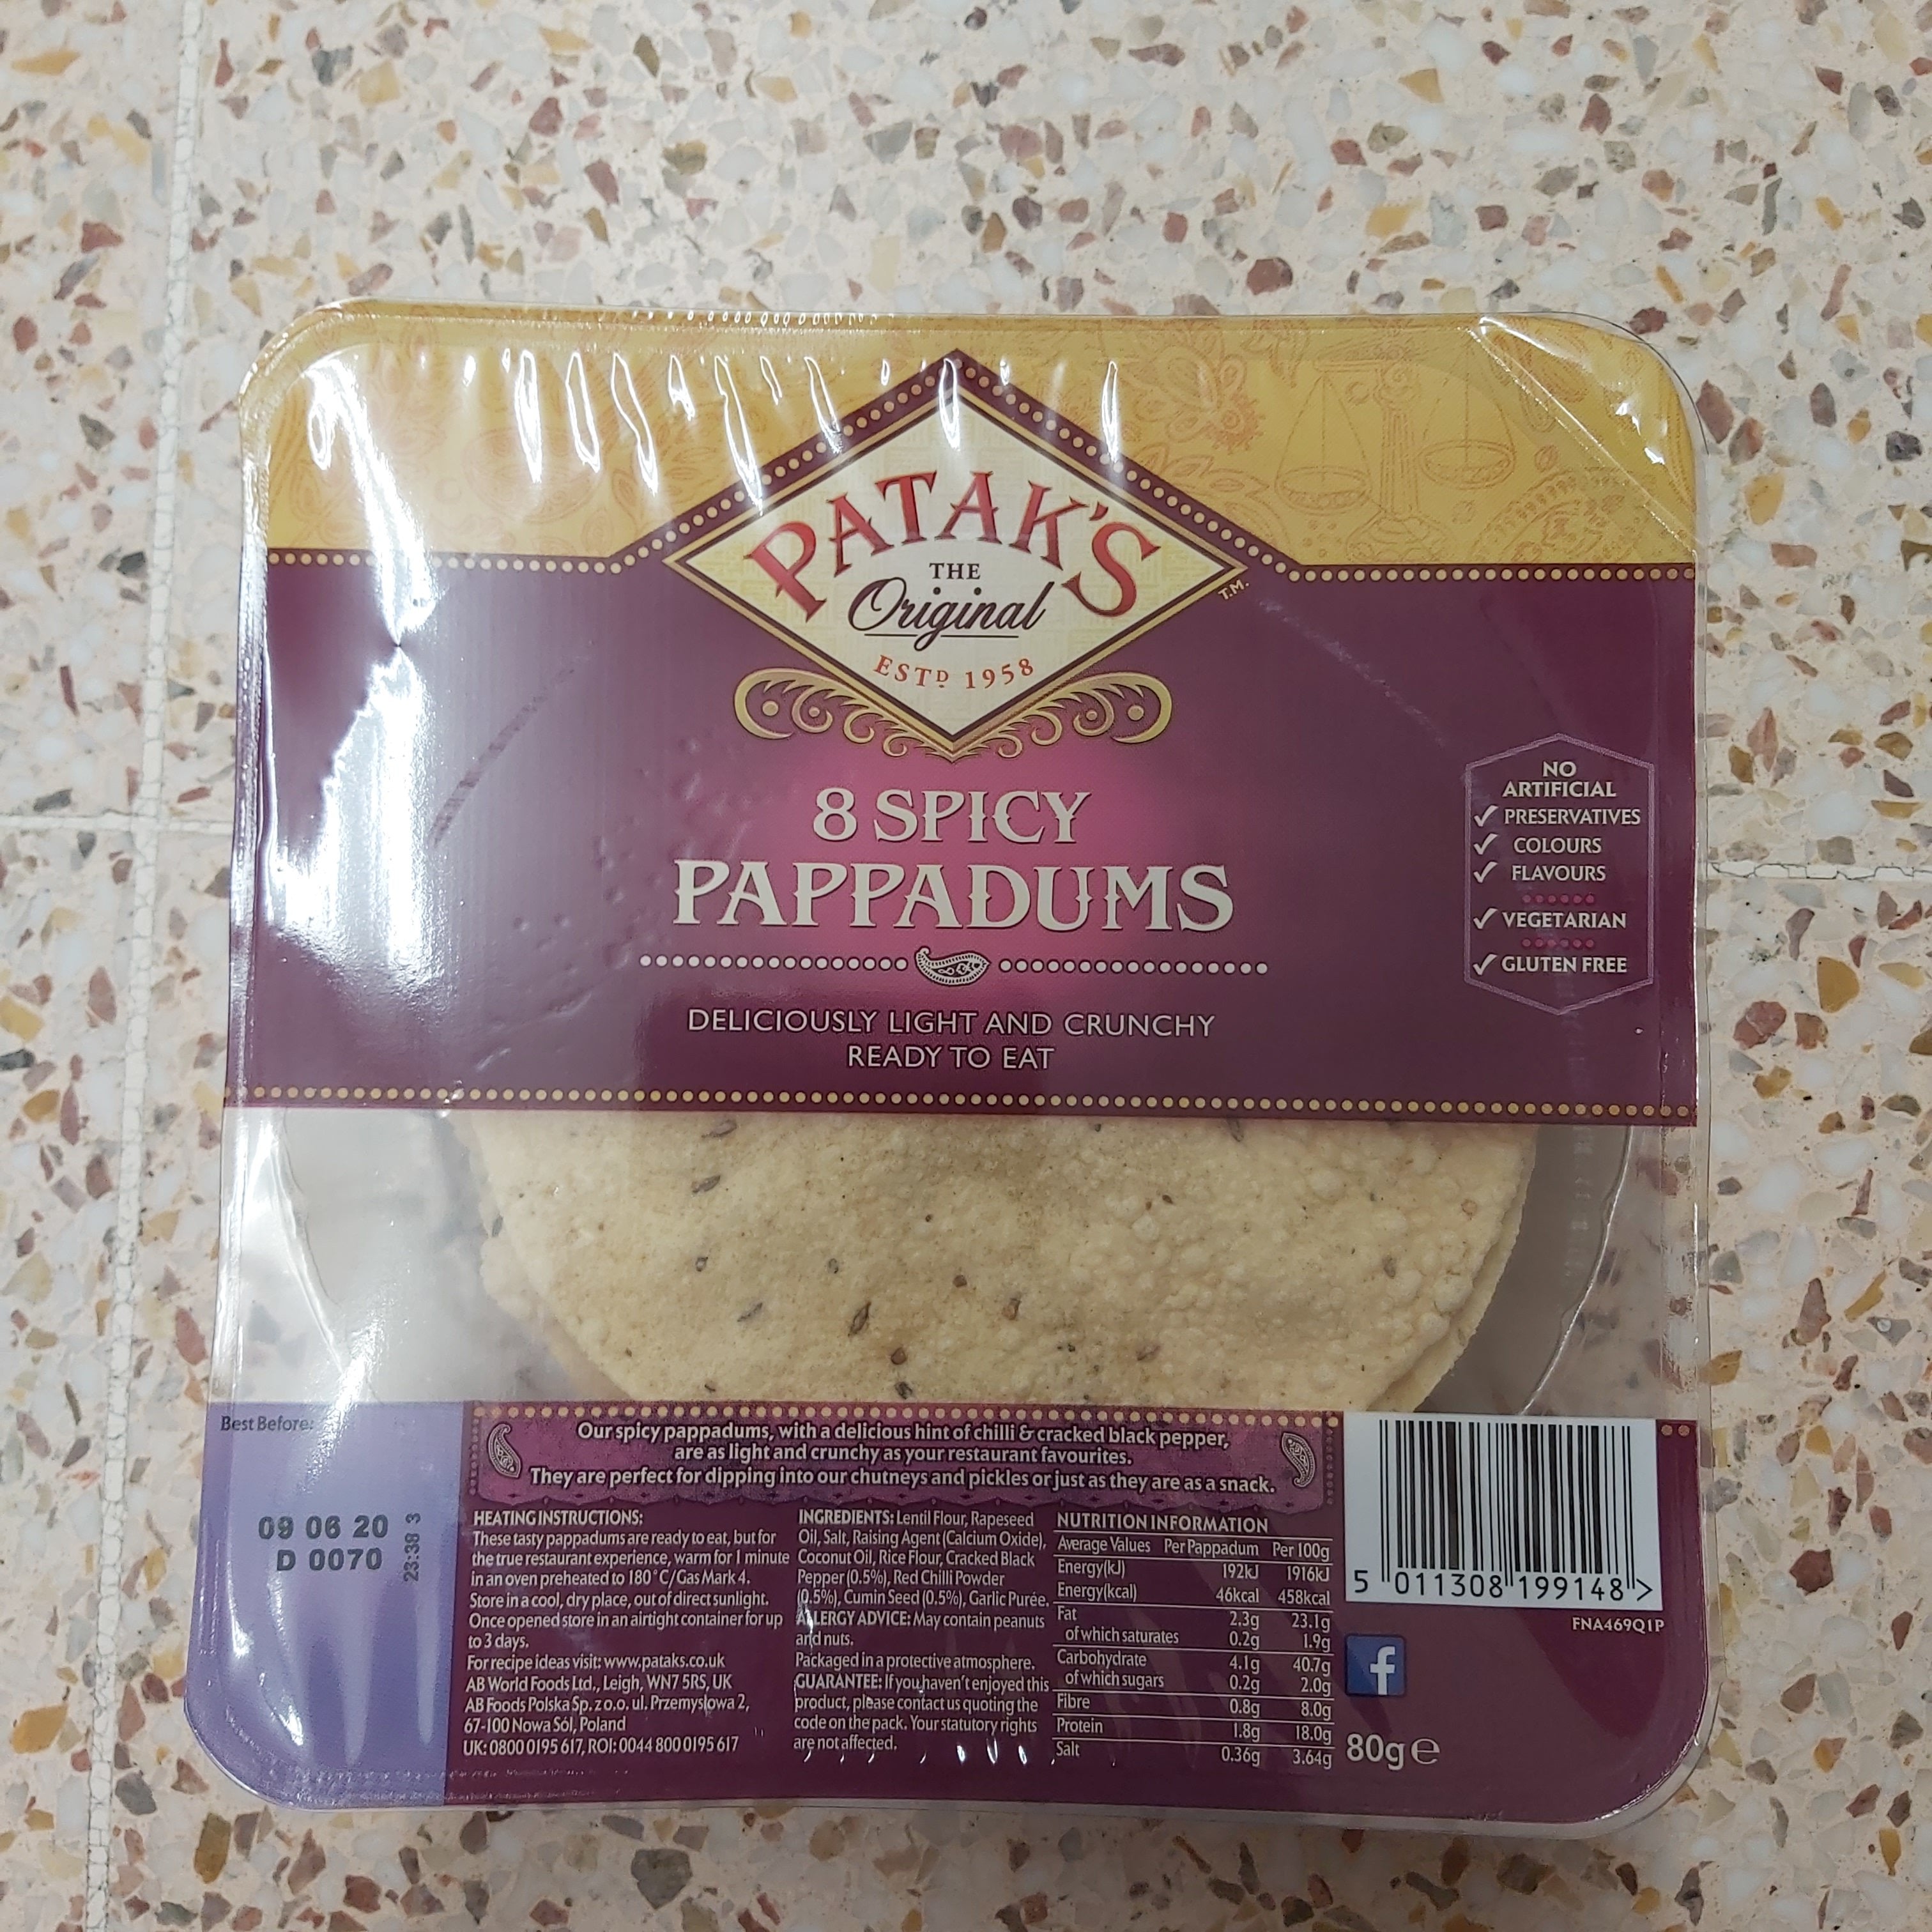 PATAK'S
THE
Original
ESTD 1958
T.M.
8 SPICY
PAPPADUMS
DELICIOUSLY LIGHT AND CRUNCHY
READY TO EAT
NO
ARTIFICIAL
✓ PRESERVATIVES
✓ COLOURS
✓ FLAVOURS
✓ VEGETARIAN
✓ GLUTEN FREE
Best Before:
09 06 20
D 0070
23:38 3
Our spicy pappadums, with a delicious hint of chilli & cracked black pepper,
are as light and crunchy as your restaurant favourites.
They are perfect for dipping into our chutneys and pickles or just as they are as a snack.
HEATING INSTRUCTIONS:
These tasty pappadums are ready to eat, but for
the true restaurant experience, warm for 1 minute
in an oven preheated to 180°C/Gas Mark 4.
Store in a cool, dry place, out of direct sunlight.
Once opened store in an airtight container for up
to 3 days.
For recipe ideas visit: www.pataks.co.uk
AB World Foods Ltd., Leigh, WN7 5RS, UK
AB Foods Polska Sp. z o.o. ul. Przemysłowa 2,
67-100 Nowa Sól, Poland
UK: 0800 0195 617, ROI: 0044 800 0195 617
INGREDIENTS: Lentil Flour, Rapeseed
Oil, Salt, Raising Agent (Calcium Oxide),
Coconut Oil, Rice Flour, Cracked Black
Pepper (0.5%), Red Chilli Powder
(0.5%), Cumin Seed (0.5%), Garlic Purée.
ALLERGY ADVICE: May contain peanuts
and nuts.
Packaged in a protective atmosphere.
GUARANTEE: If you haven't enjoyed this
product, please contact us quoting the
code on the pack. Your statutory rights
are not affected.
NUTRITION INFORMATION
Average Values Per Pappadum Per 100g
Energy(kJ) 192kJ 1916kJ
Energy(kcal) 46kcal 458kcal
Fat 2.3g 23.1g
of which saturates 0.2g 1.9g
Carbohydrate 4.1g 40.7g
of which sugars 0.2g 2.0g
Fibre 0.8g 8.0g
Protein 1.8g 18.0g
Salt 0.36g 3.64g
5 011308 199148 >
FNA469Q1P
f
80g e